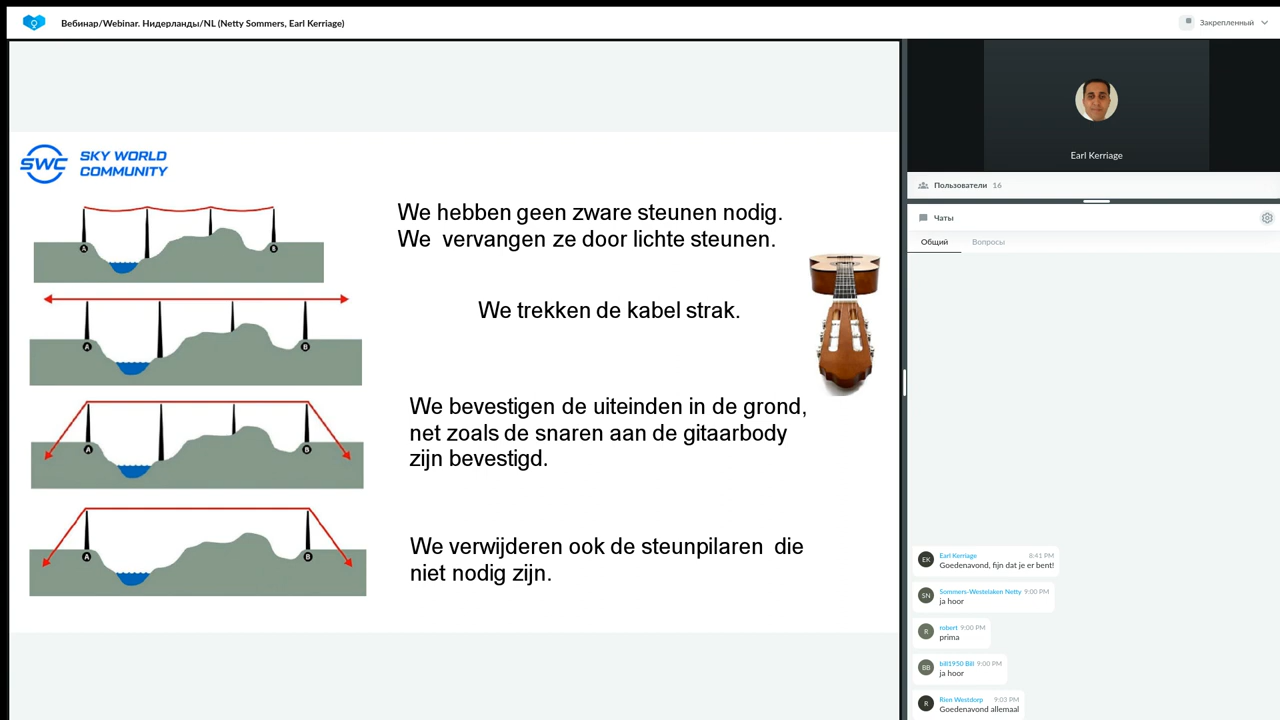 Вебинар/Webinar. Нидерланды/NL (Netty Sommers, Earl Kerriage)
Закрепленный
SWC SKY WORLD
COMMUNITY
We hebben geen zware steunen nodig.
We vervangen ze door lichte steunen.
A
B
We trekken de kabel strak.
A
B
We bevestigen de uiteinden in de grond,
net zoals de snaren aan de gitaarbody
zijn bevestigd.
A
B
We verwijderen ook de steunpilaren die
niet nodig zijn.
A
B
Earl Kerriage
Пользователи 16
Чаты
Общий Вопросы
EK Earl Kerriage 8:41 PM
Goedenavond, fijn dat je er bent!
SN Sommers-Westelaken Netty 9:00 PM
ja hoor
R robert 9:00 PM
prima
BB bill1950 Bill 9:00 PM
ja hoor
R Rien Westdorp 9:03 PM
Goedenavond allemaal